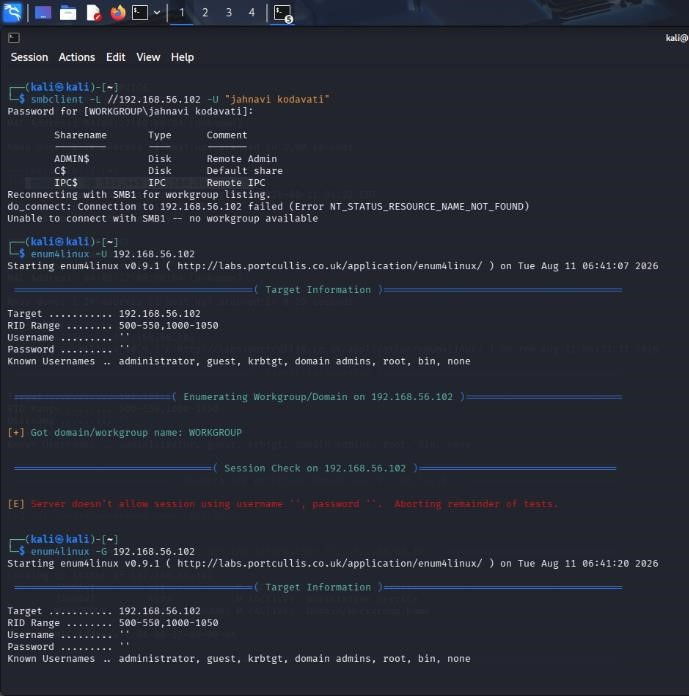 1 2 3 4
5
kali@
Session Actions Edit View Help
┌──(kali㉿kali)-[~]
└─$ smbclient -L //192.168.56.102 -U "jahnavi kodavati"
Password for [WORKGROUP\jahnavi kodavati]:
Sharename Type Comment
--------- ---- -------
ADMIN$ Disk Remote Admin
C$ Disk Default share
IPC$ IPC Remote IPC
Reconnecting with SMB1 for workgroup listing.
do_connect: Connection to 192.168.56.102 failed (Error NT_STATUS_RESOURCE_NAME_NOT_FOUND)
Unable to connect with SMB1 -- no workgroup available
┌──(kali㉿kali)-[~]
└─$ enum4linux -U 192.168.56.102
Starting enum4linux v0.9.1 ( http://labs.portcullis.co.uk/application/enum4linux/ ) on Tue Aug 11 06:41:07 2026
=========================================( Target Information )=========================================
Target ........... 192.168.56.102
RID Range ........ 500-550,1000-1050
Username ......... ''
Password ......... ''
Known Usernames .. administrator, guest, krbtgt, domain admins, root, bin, none
===========================( Enumerating Workgroup/Domain on 192.168.56.102 )===========================
[+] Got domain/workgroup name: WORKGROUP
==================================( Session Check on 192.168.56.102 )==================================
[E] Server doesn't allow session using username '', password ''. Aborting remainder of tests.
┌──(kali㉿kali)-[~]
└─$ enum4linux -G 192.168.56.102
Starting enum4linux v0.9.1 ( http://labs.portcullis.co.uk/application/enum4linux/ ) on Tue Aug 11 06:41:20 2026
=========================================( Target Information )=========================================
Target ........... 192.168.56.102
RID Range ........ 500-550,1000-1050
Username ......... ''
Password ......... ''
Known Usernames .. administrator, guest, krbtgt, domain admins, root, bin, none